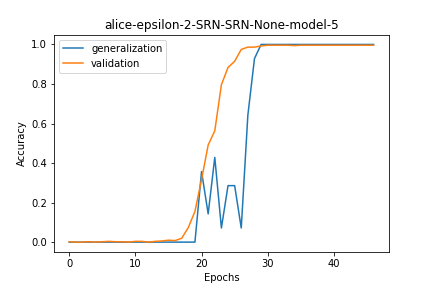 alice-epsilon-2-SRN-SRN-None-model-5
generalization
validation
Accuracy
1.0
0.8
0.6
0.4
0.2
0.0
0 10 20 30 40
Epochs